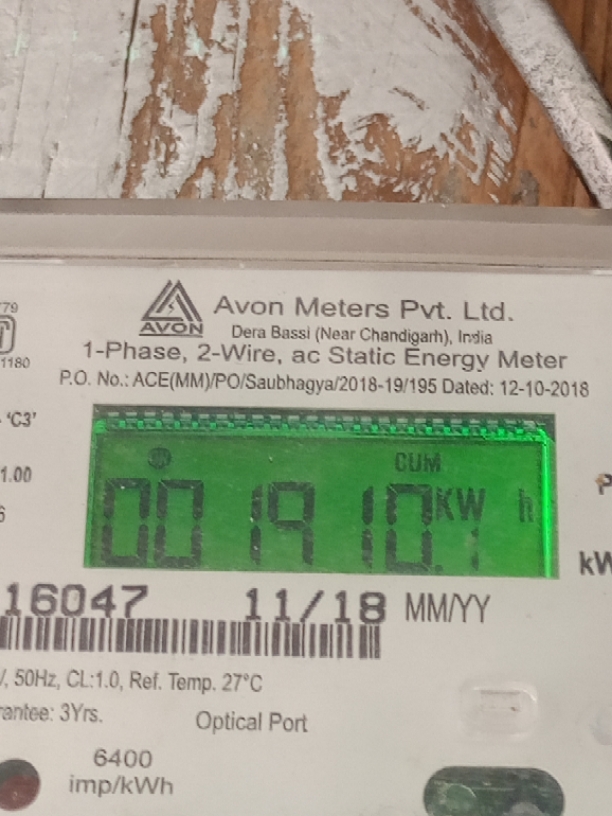 Avon Meters Pvt. Ltd.
AVON
Dera Bassi (Near Chandigarh), India
1-Phase, 2-Wire, ac Static Energy Meter
P.O. No.: ACE(MM)/PO/Saubhagya/2018-19/195 Dated: 12-10-2018
79
1180
'C3'
1.00
CUM
001910.1 KW h
kW
16047 11/18 MM/YY
, 50Hz, CL:1.0, Ref. Temp. 27°C
rantee: 3Yrs.
Optical Port
6400
imp/kWh